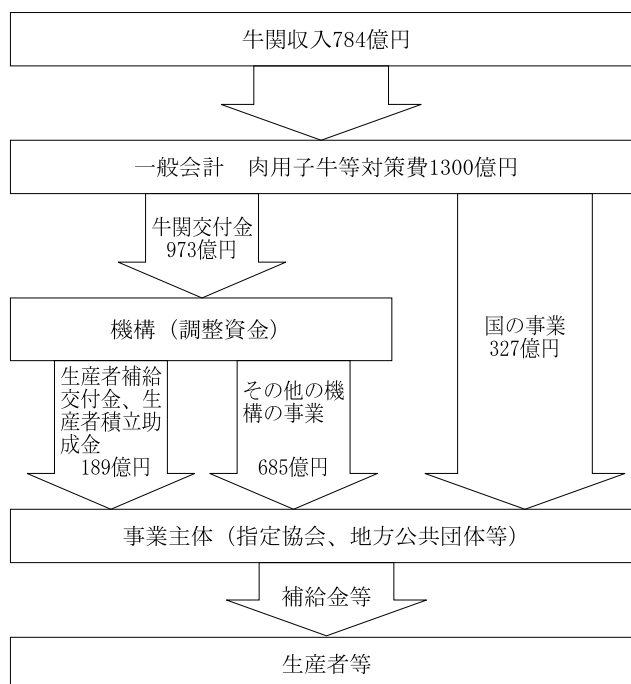 牛関収入784億円
一般会計　肉用子牛等対策費1300億円
牛関交付金
973億円
機構（調整資金）
国の事業
327億円
生産者補給
交付金、生
産者積立助
成金
189億円
その他の機
構の事業
685億円
事業主体（指定協会、地方公共団体等）
補給金等
生産者等